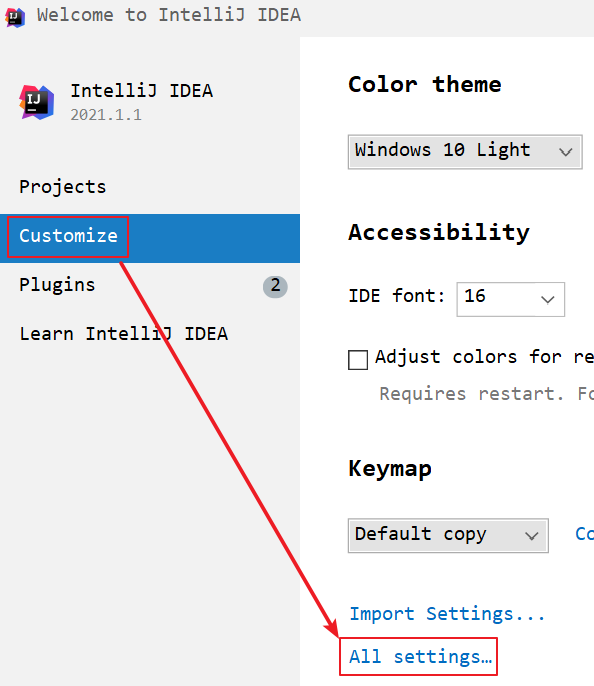 Welcome to IntelliJ IDEA
IntelliJ IDEA
2021.1.1
Projects
Customize
Plugins 2
Learn IntelliJ IDEA
Color theme
Windows 10 Light
Accessibility
IDE font: 16
Adjust colors for re
Requires restart. Fo
Keymap
Default copy Co
Import Settings...
All settings…